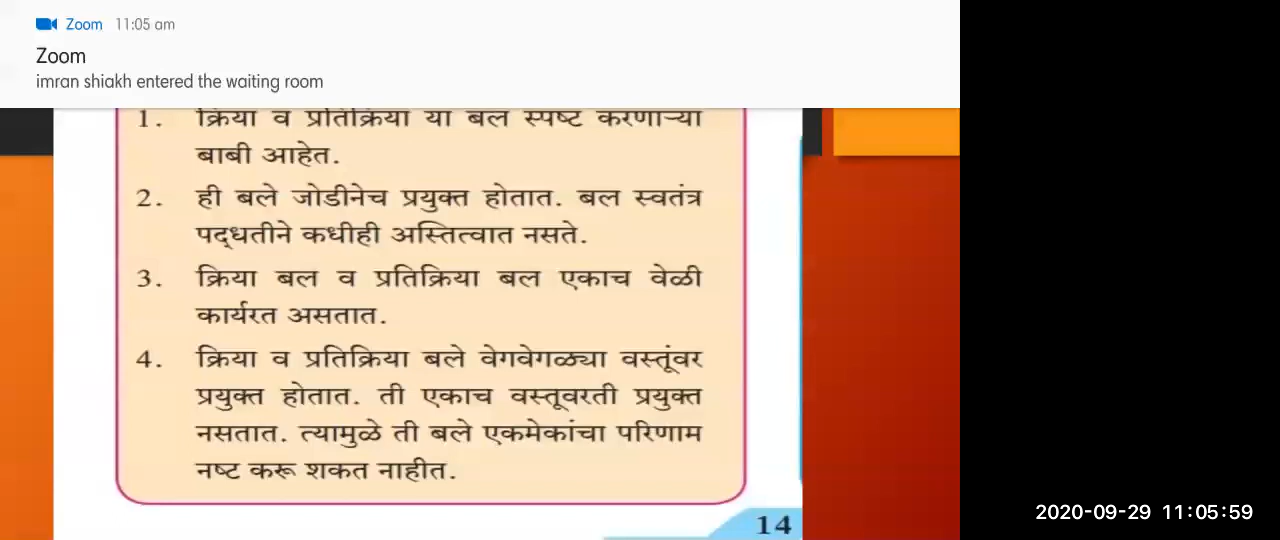 Zoom 11:05 am
Zoom
imran shiakh entered the waiting room
1. क्रिया व प्रतिक्रिया या बल स्पष्ट करणाऱ्या
बाबी आहेत.
2. ही बले जोडीनेच प्रयुक्त होतात. बल स्वतंत्र
पद्धतीने कधीही अस्तित्वात नसते.
3. क्रिया बल व प्रतिक्रिया बल एकाच वेळी
कार्यरत असतात.
4. क्रिया व प्रतिक्रिया बले वेगवेगळ्या वस्तूंवर
प्रयुक्त होतात. ती एकाच वस्तूवरती प्रयुक्त
नसतात. त्यामुळे ती बले एकमेकांचा परिणाम
नष्ट करू शकत नाहीत.
14
2020-09-29 11:05:59